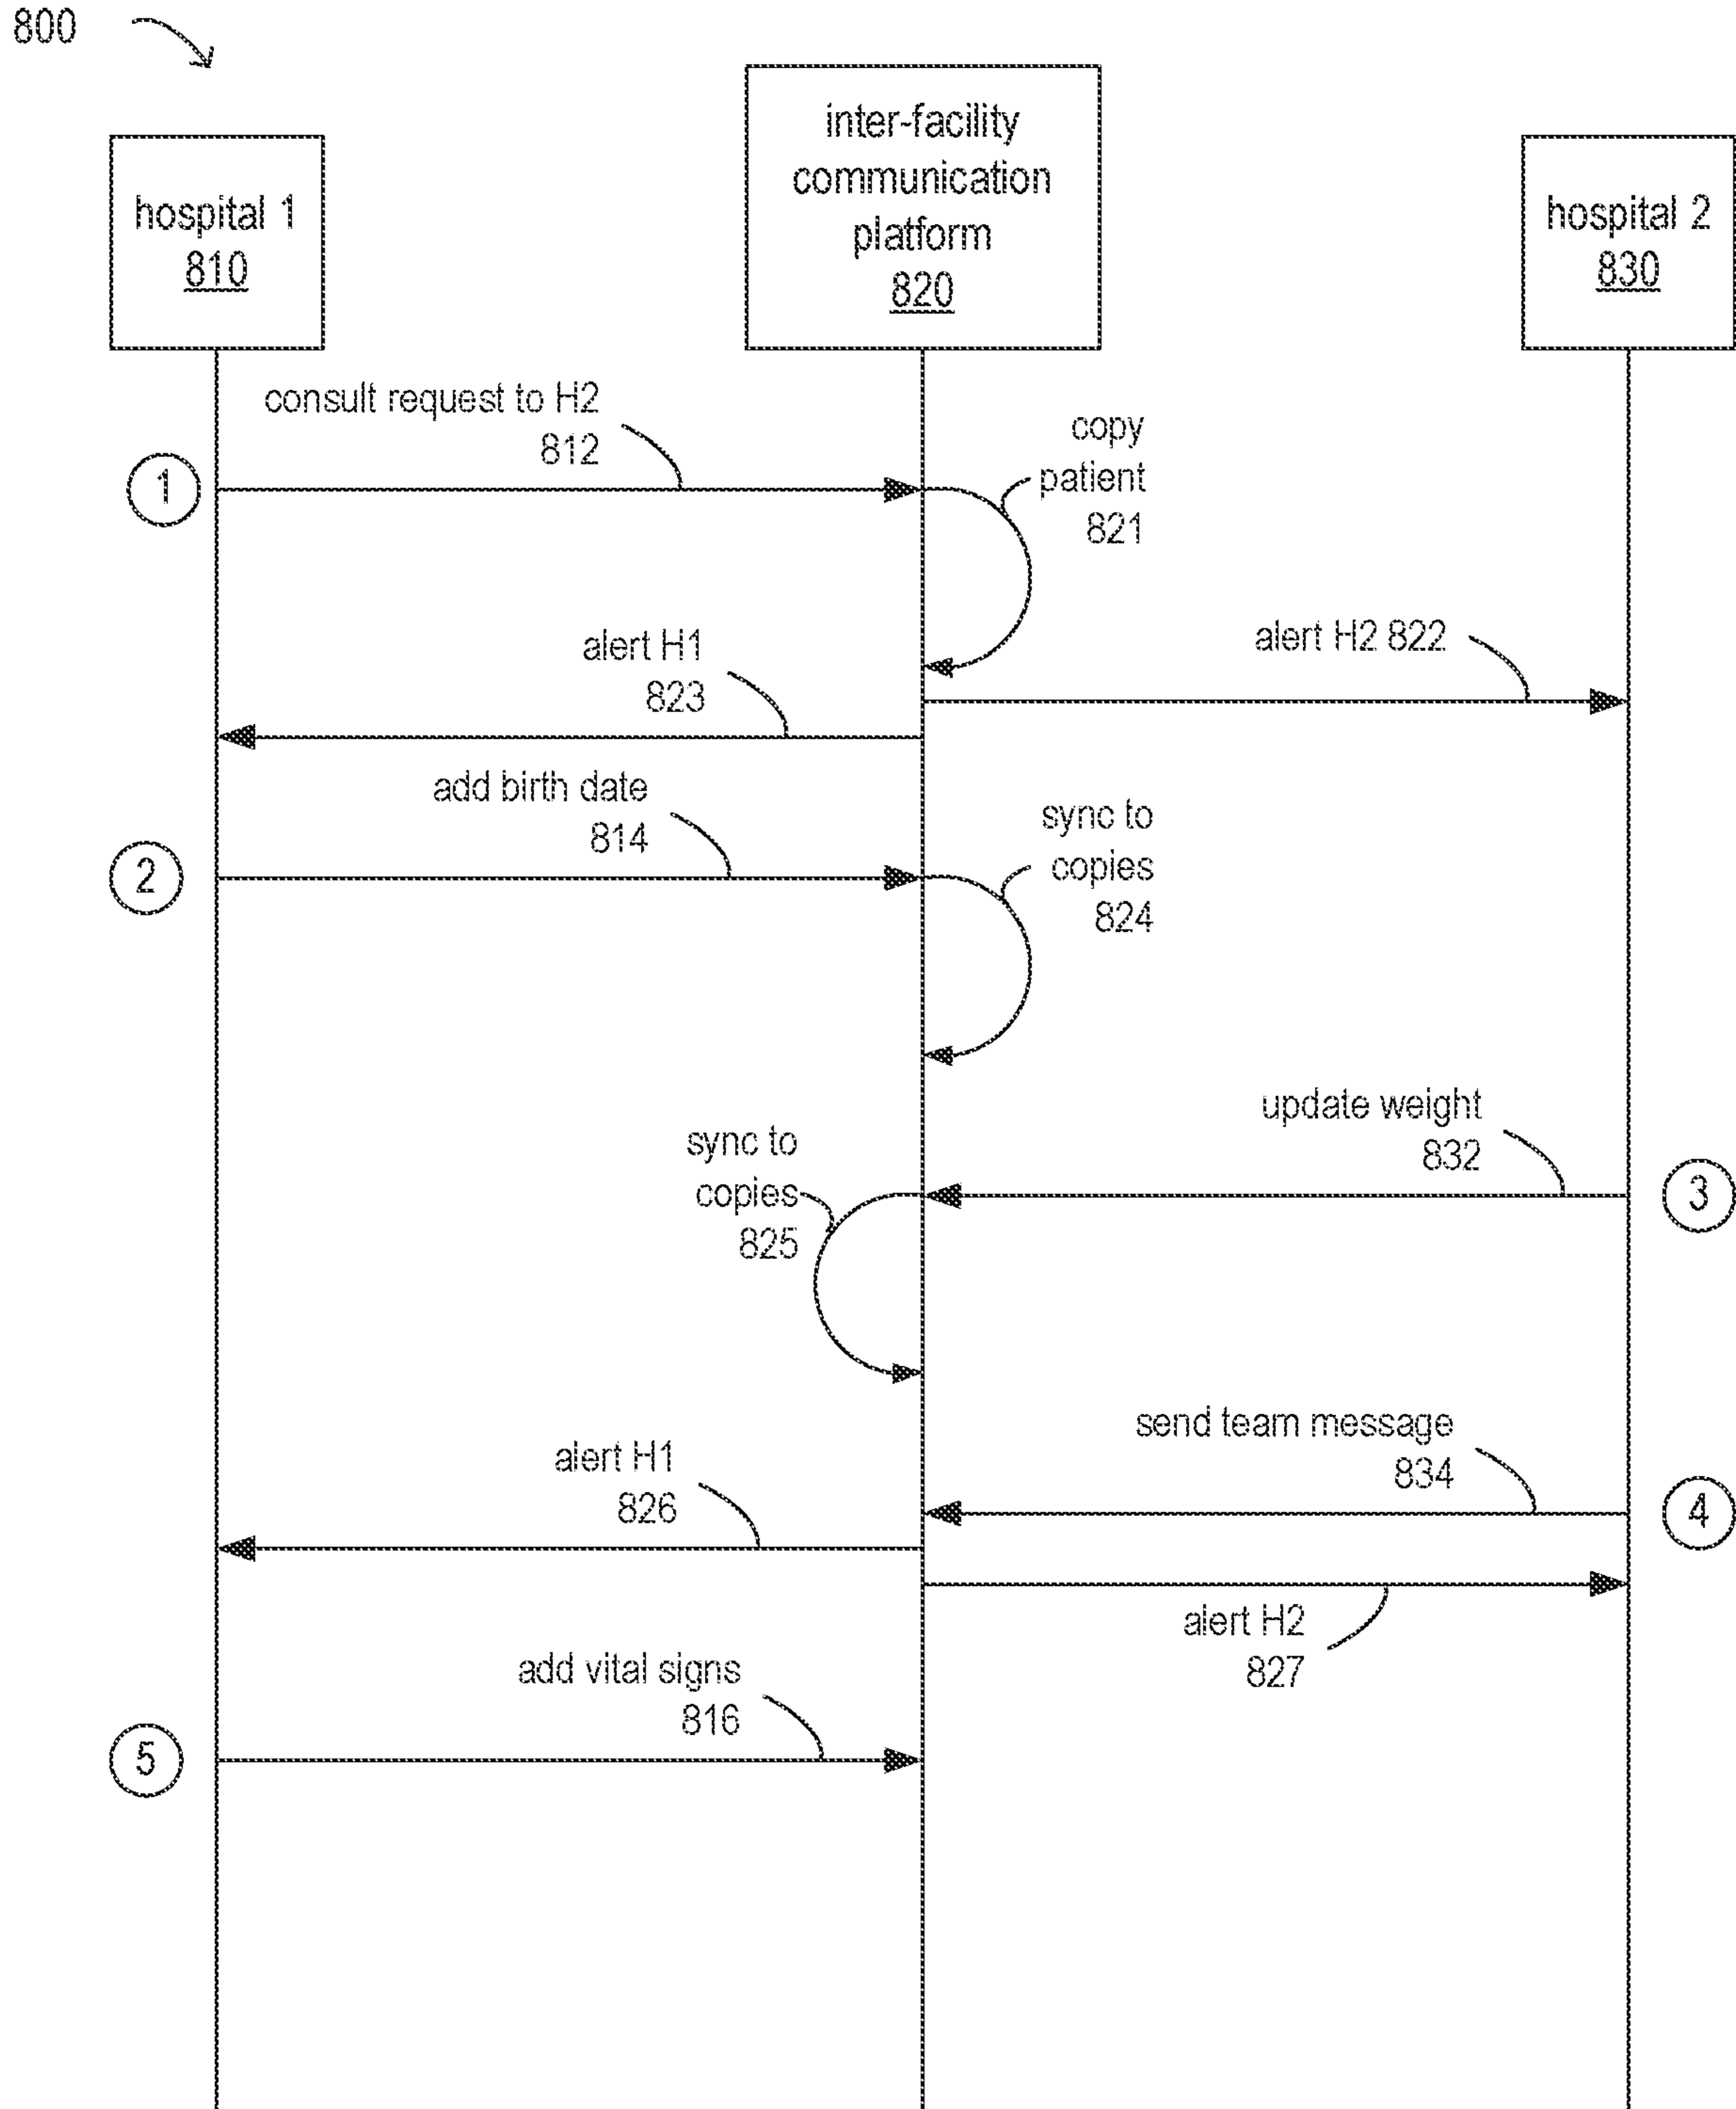 800
hospital 1
810
inter-facility
communication
platform
820
hospital 2
830
consult request to H2
812
1
copy
patient
821
alert H2 822
alert H1
823
add birth date
814
2
sync to
copies
824
update weight
832
3
sync to
copies
825
send team message
834
4
alert H1
826
alert H2
827
add vital signs
816
5